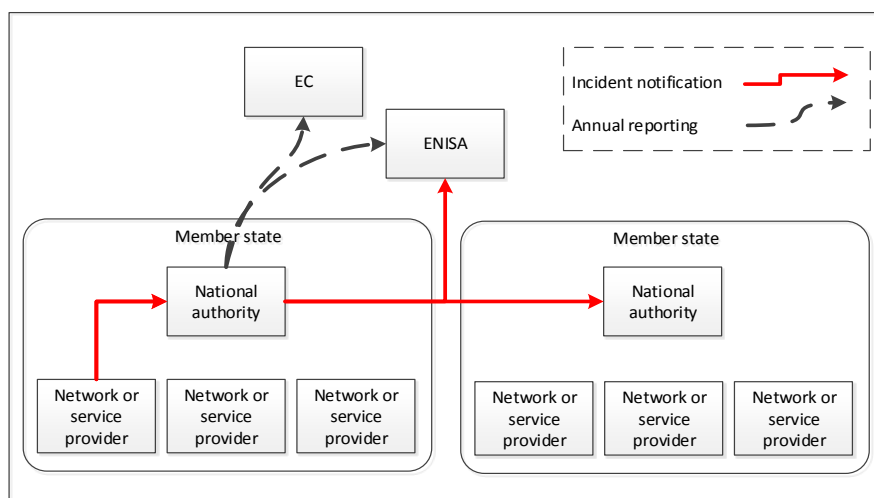 EC
Incident notification
Annual reporting
ENISA
Member state
National
authority
Network or
service
provider
Network or
service
provider
Network or
service
provider
Member state
National
authority
Network or
service
provider
Network or
service
provider
Network or
service
provider